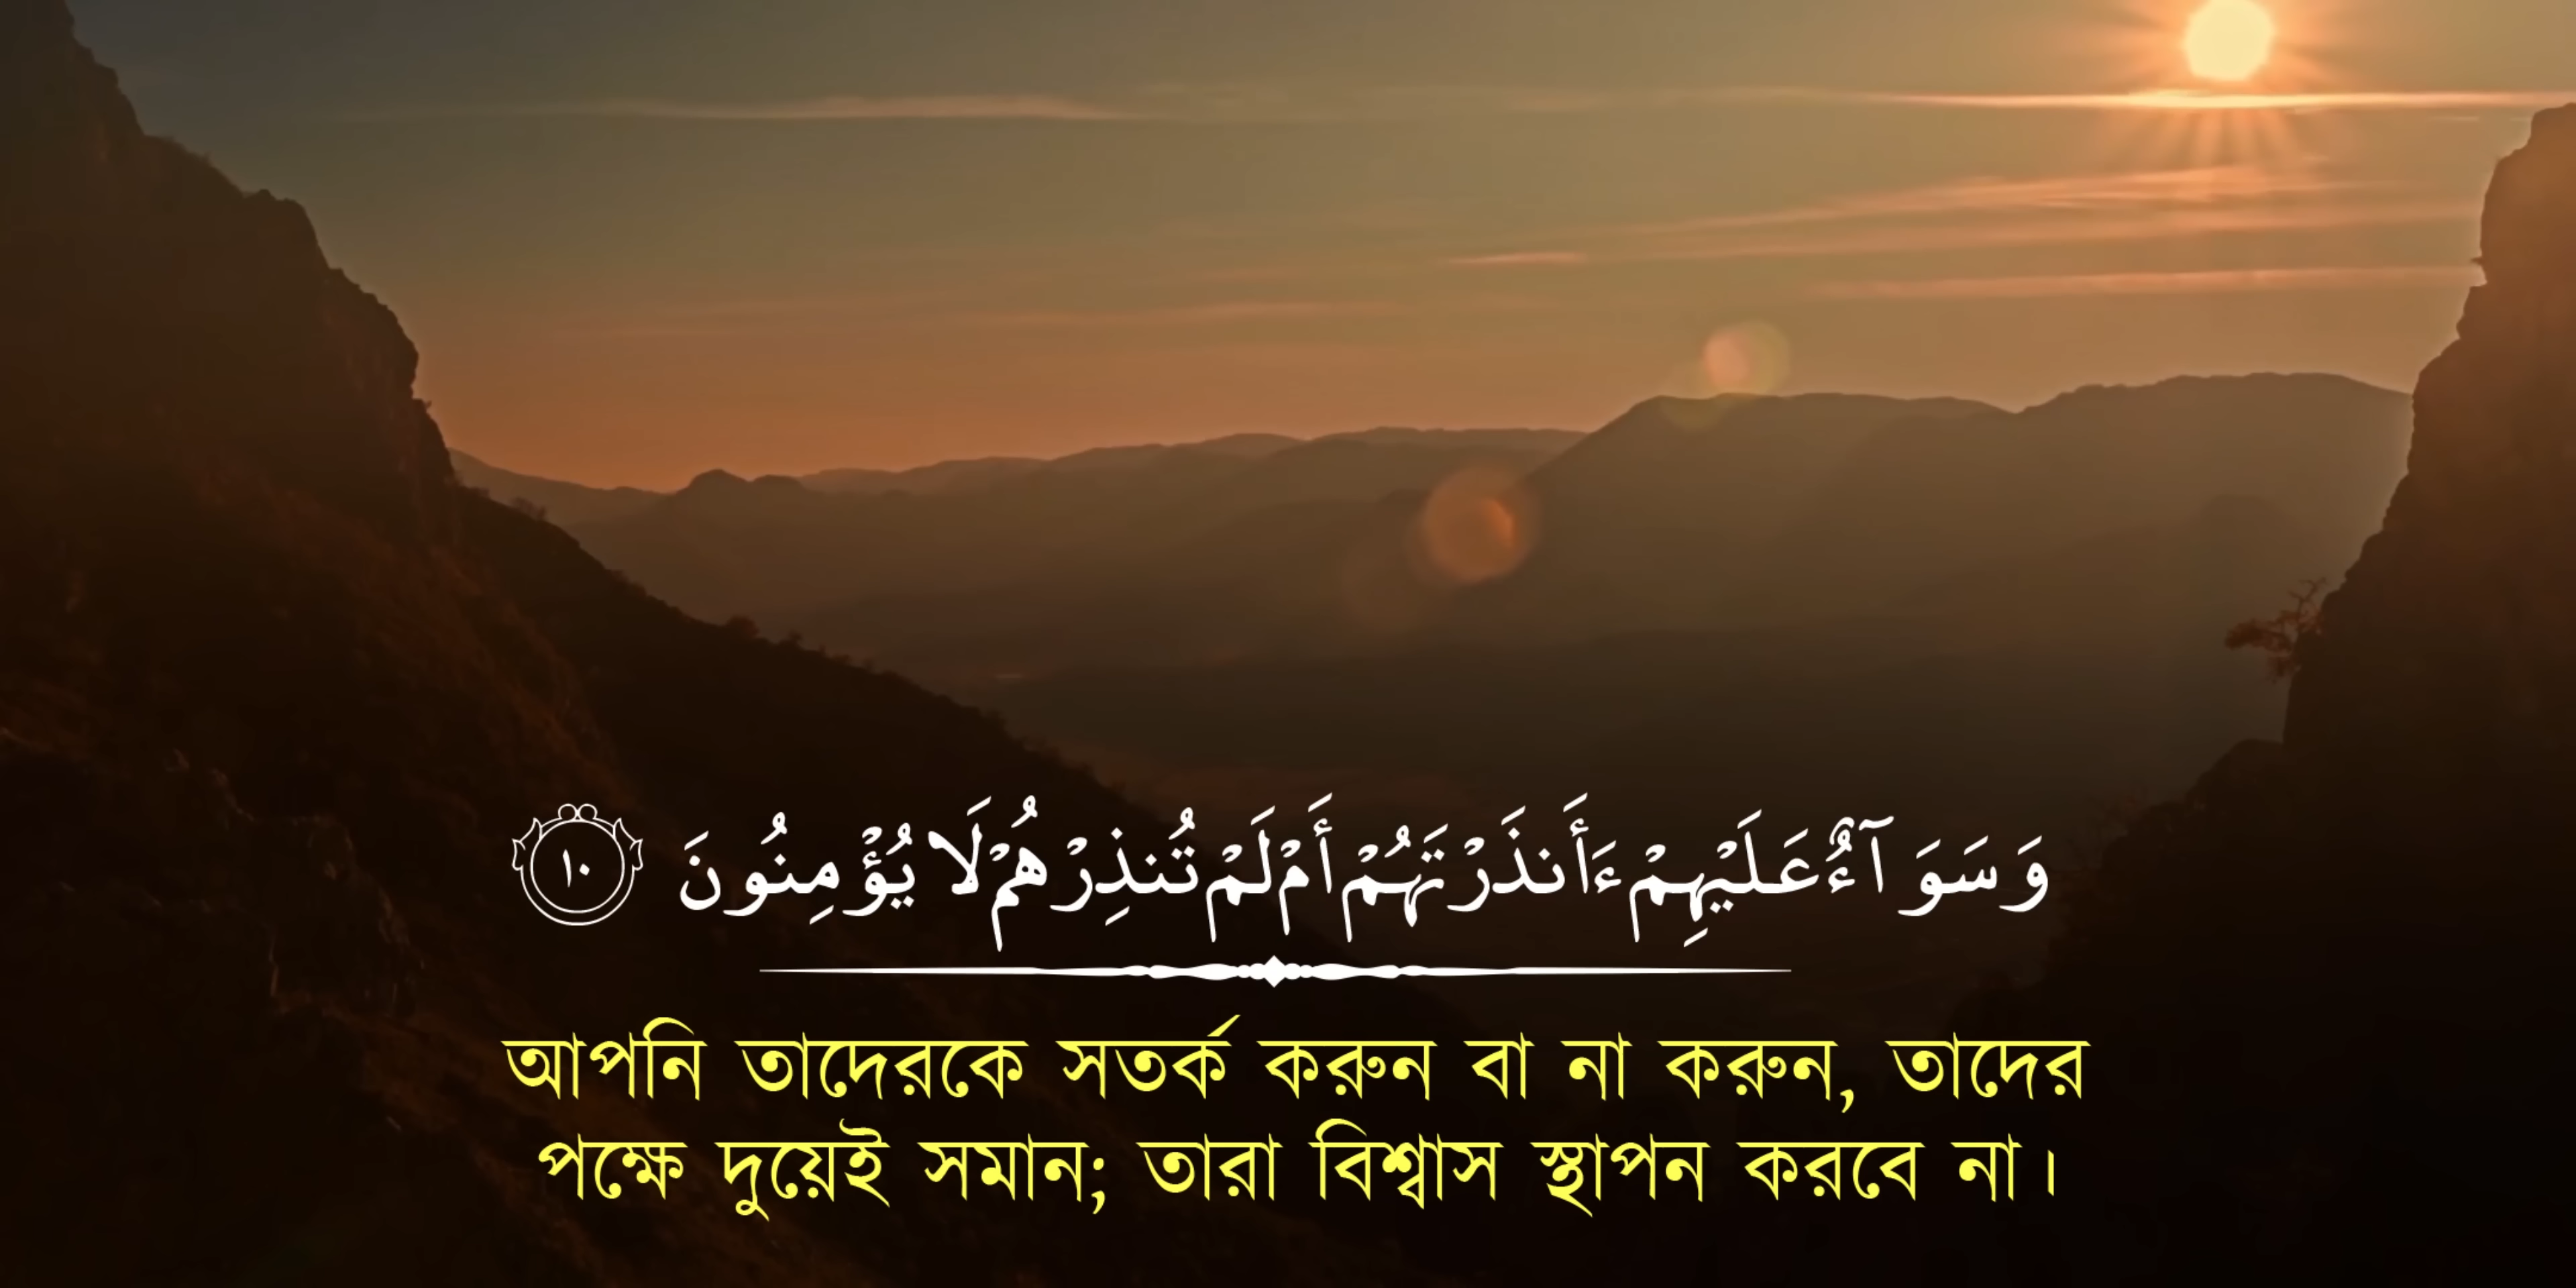 وَسَوَآءٌ عَلَيْهِمْ ءَأَنذَرْتَهُمْ أَمْ لَمْ تُنذِرْهُمْ لَا يُؤْمِنُونَ ١٠
আপনি তাদেরকে সতর্ক করুন বা না করুন, তাদের
পক্ষে দুয়েই সমান; তারা বিশ্বাস স্থাপন করবে না।